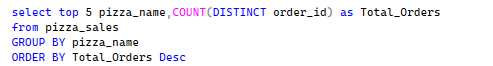 select top 5 pizza_name,COUNT(DISTINCT order_id) as Total_Orders
from pizza_sales
GROUP BY pizza_name
ORDER BY Total_Orders Desc